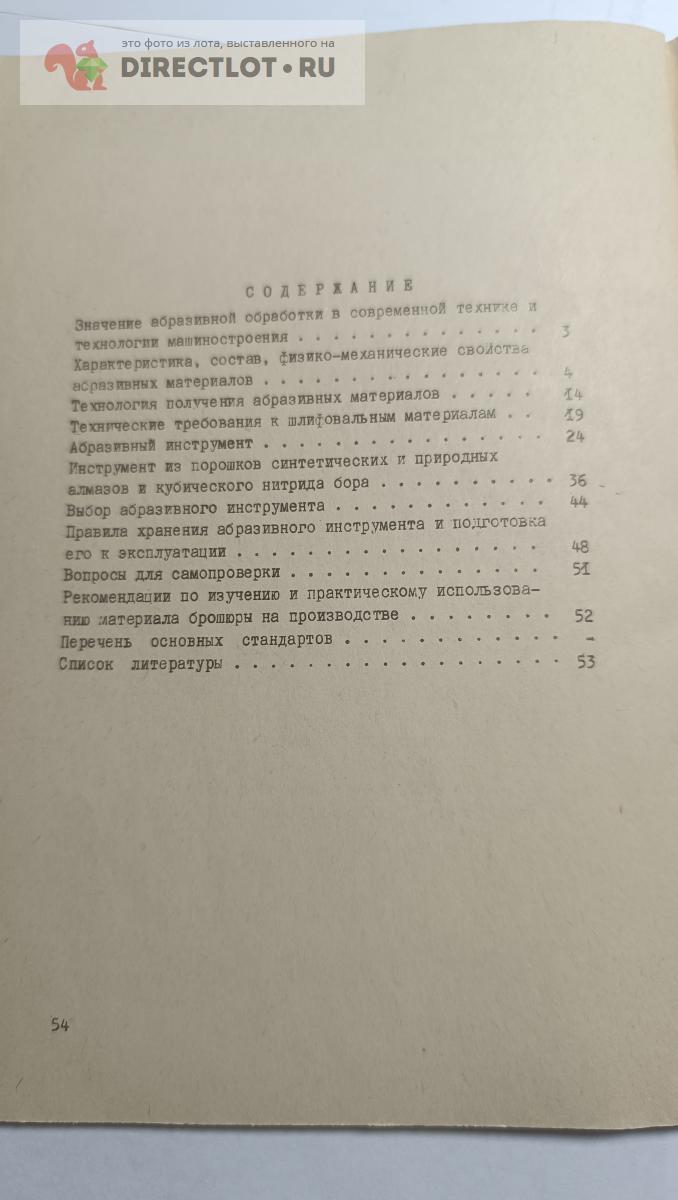 это фото из лота, выставленного на
DIRECTLOT•RU
СОДЕРЖАНИЕ
Значение абразивной обработки в современной технике и
технологии машиностроения . . . . . . . . . . . . . 3
Характеристика, состав, физико-механические свойства
абразивных материалов . . . . . . . . . . . . . . . 4
Технология получения абразивных материалов . . . . . 14
Технические требования к шлифовальным материалам . . 19
Абразивный инструмент . . . . . . . . . . . . . . . 24
Инструмент из порошков синтетических и природных
алмазов и кубического нитрида бора . . . . . . . . . 36
Выбор абразивного инструмента . . . . . . . . . . . 44
Правила хранения абразивного инструмента и подготовка
его к эксплуатации . . . . . . . . . . . . . . . . 48
Вопросы для самопроверки . . . . . . . . . . . . . 51
Рекомендации по изучению и практическому использова-
нию материала брошюры на производстве . . . . . . . . 52
Перечень основных стандартов . . . . . . . . . . . . -
Список литературы . . . . . . . . . . . . . . . . . . 53
54